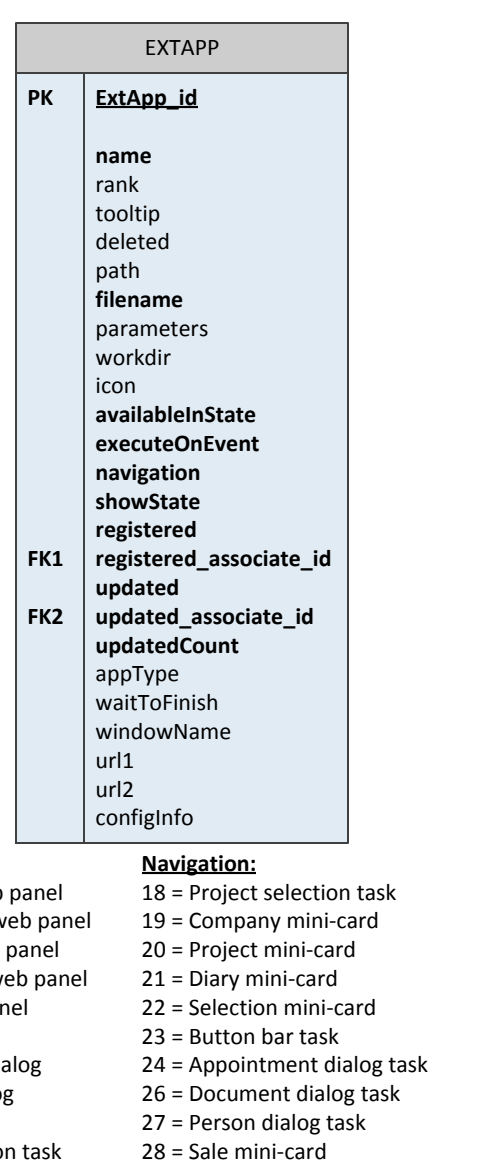 EXTAPP
PK ExtApp_id
name
rank
tooltip
deleted
path
filename
parameters
workdir
icon
availableInState
executeOnEvent
navigation
showState
registered
FK1 registered_associate_id
updated
FK2 updated_associate_id
updatedCount
appType
waitToFinish
windowName
url1
url2
configInfo
Navigation:
panel 18 = Project selection task
web panel 19 = Company mini-card
panel 20 = Project mini-card
web panel 21 = Diary mini-card
22 = Selection mini-card
23 = Button bar task
24 = Appointment dialog task
26 = Document dialog task
27 = Person dialog task
task 28 = Sale mini-card